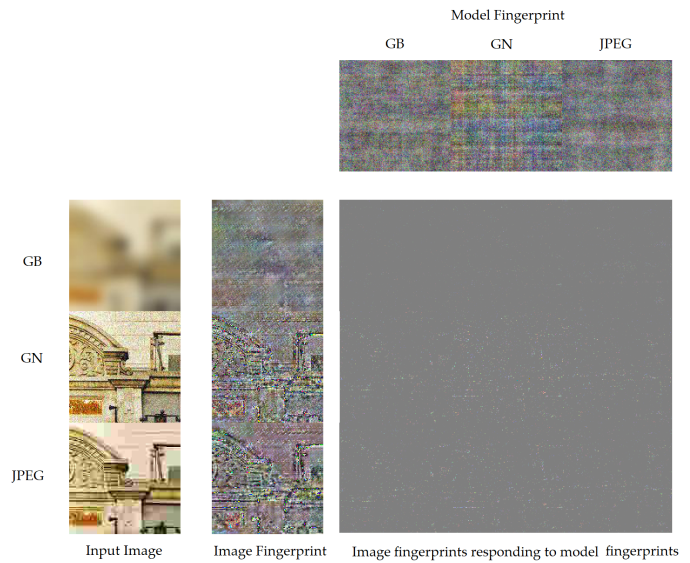 Model Fingerprint
GB GN JPEG
GB
GN
JPEG
Input Image Image Fingerprint Image fingerprints responding to model fingerprints